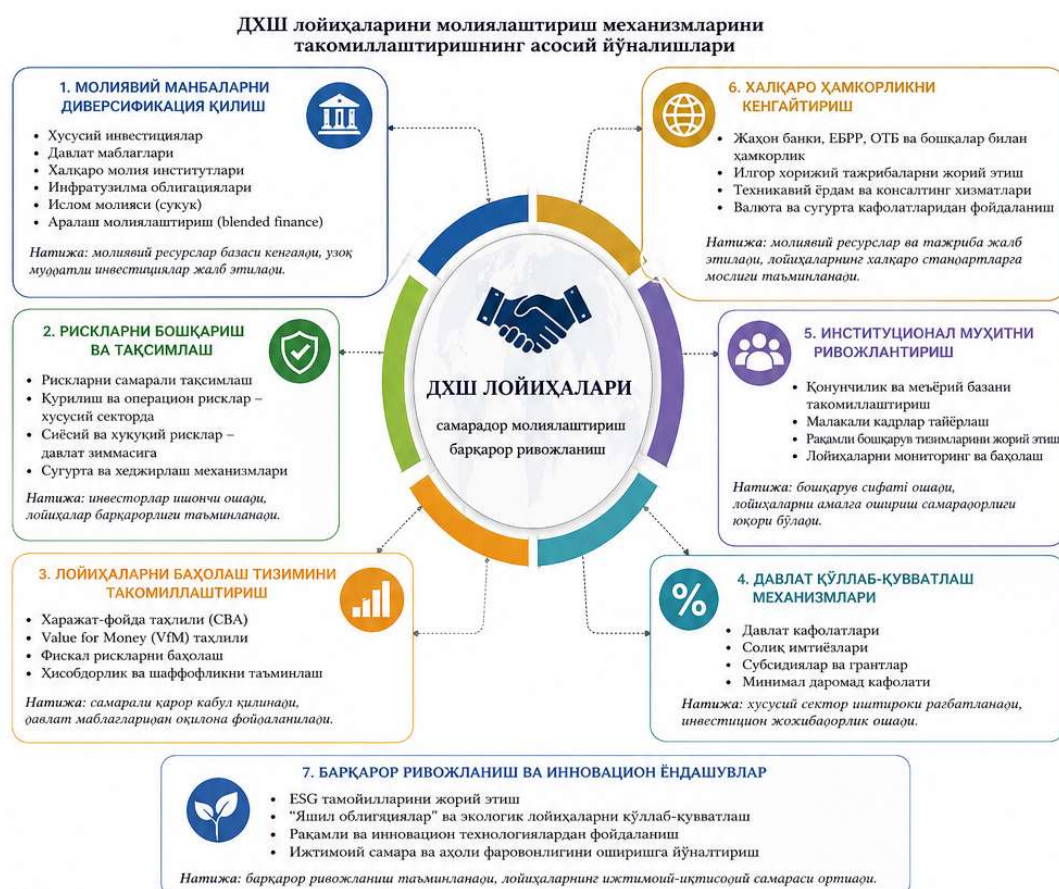 ДХШ лойиҳаларини молиялаштириш механизмларини
такомиллаштиришнинг асосий йўналишлари
1. МОЛИЯВИЙ МАНБАЛАРНИ
ДИВЕРСИФИКАЦИЯ ҚИЛИШ
• Хусусий инвестициялар
• Давлат маблағлари
• Халқаро молия институтлари
• Инфратузилма облигациялари
• Ислом молияси (сукук)
• Аралаш молиялаштириш (blended finance)
Натижа: молиявий ресурслар базаси кенгаяди, узоқ
муддатли инвестициялар жалб этилади.
2. РИСКЛАРНИ БОШҚАРИШ
ВА ТАҚСИМЛАШ
• Рискларни самарали тақсимлаш
• Қурилиш ва операцион рисклар –
хусусий секторда
• Сиёсий ва хуқуқий рисклар –
давлат зиммасига
• Суғурта ва хеджирлаш механизмлари
Натижа: инвесторлар ишончи ошади,
лойиҳалар барқарорлиги таъминланади.
3. ЛОЙИҲАЛАРНИ БАҲОЛАШ ТИЗИМИНИ
ТАКОМИЛЛАШТИРИШ
• Харажат-фойда таҳлили (CBA)
• Value for Money (VfM) таҳлили
• Фискал рискларни баҳолаш
• Ҳисобдорлик ва шаффофликни таъминлаш
Натижа: самарали қарор кабул қилинади,
давлат маблағларидан оқилона фойдаланилади.
ДХШ ЛОЙИҲАЛАРИ
самарадор молиялаштириш
барқарор ривожланиш
6. ХАЛҚАРО ҲАМКОРЛИКНИ
КЕНГАЙТИРИШ
• Жаҳон банки, ЕБРР, ОТБ ва бошқалар билан
ҳамкорлик
• Илғор хорижий тажрибаларни жорий этиш
• Техникавий ёрдам ва консалтинг хизматлари
• Валюта ва суғурта кафолатларидан фойдаланиш
Натижа: молиявий ресурслар ва тажриба жалб
этилади, лойиҳаларнинг халқаро стандартларга
мослиги таъминланади.
5. ИНСТИТУЦИОНАЛ МУҲИТНИ
РИВОЖЛАНТИРИШ
• Қонунчилик ва меъёрий базани
такомиллаштириш
• Малакали кадрлар тайёрлаш
• Рақамли бошқарув тизимларини жорий этиш
• Лойиҳаларни мониторинг ва баҳолаш
Натижа: бошқарув сифаті ошади,
лойиҳаларни амалга ошириш самарадорлиги
юқори бўлади.
4. ДАВЛАТ ҚЎЛЛАБ-ҚУВВАТЛАШ
МЕХАНИЗМЛАРИ
• Давлат кафолатлари
• Солиқ имтиёзлари
• Субсидиялар ва грантлар
• Минимал даромад кафолати
Натижа: хусусий сектор иштироки рағбатланади,
инвестицион жожибадорлик ошади.
7. БАРҚАРОР РИВОЖЛАНИШ ВА ИННОВАЦИОН ЁНДАШУВЛАР
• ESG тамойилларини жорий этиш
• "Яшил облигциялар" ва экологик лойиҳаларни қўллаб-қувватлаш
• Рақамли ва инновацион технологиялардан фойдаланиш
• Ижтимоий самара ва аҳоли фаровонлигини оширишга йўналтириш
Натижа: барқарор ривожланиш таъминланади, лойиҳаларнинг ижтимоий-иқтисодий самараси ортиади.